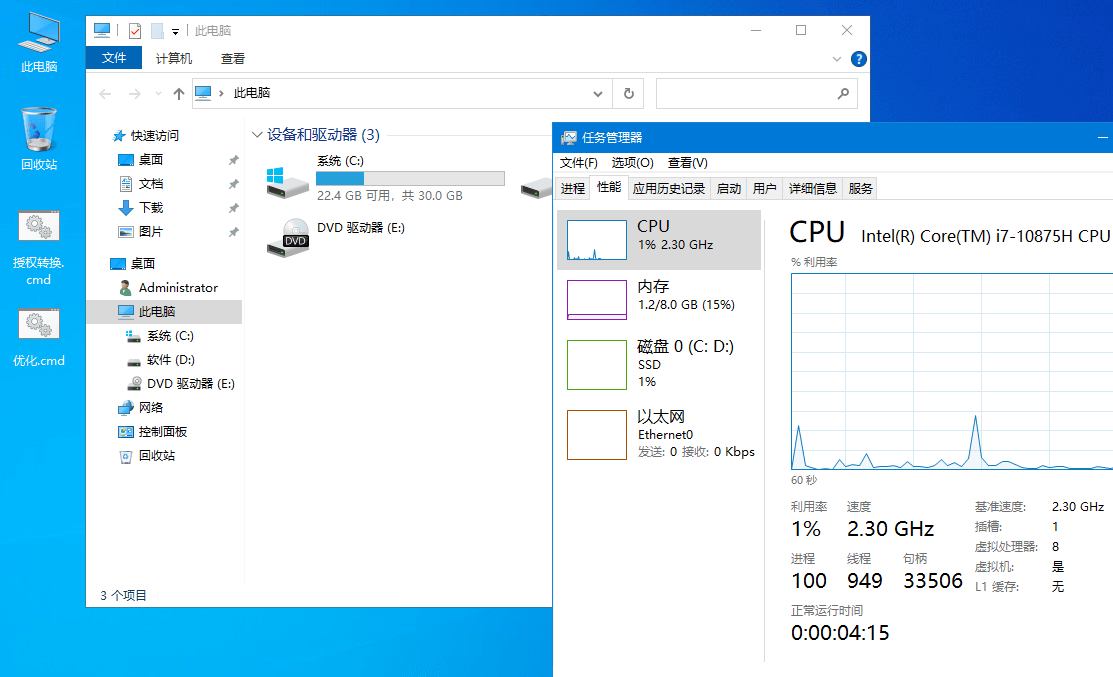 此电脑
回收站
授权转换.
cmd
优化.cmd
此电脑
文件
计算机
查看
?
此电脑
快速访问
桌面
文档
下载
图片
桌面
Administrator
此电脑
系统 (C:)
软件 (D:)
DVD 驱动器 (E:)
网络
控制面板
回收站
设备和驱动器 (3)
系统 (C:)
22.4 GB 可用，共 30.0 GB
DVD
DVD 驱动器 (E:)
3 个项目
任务管理器
文件(F) 选项(O) 查看(V)
进程 性能 应用历史记录 启动 用户 详细信息 服务
CPU
1% 2.30 GHz
内存
1.2/8.0 GB (15%)
磁盘 0 (C: D:)
SSD
1%
以太网
Ethernet0
发送: 0 接收: 0 Kbps
CPU Intel(R) Core(TM) i7-10875H CPU
% 利用率
60 秒
利用率 速度
1% 2.30 GHz
进程 线程 句柄
100 949 33506
正常运行时间
0:00:04:15
基准速度: 2.30 GHz
插槽: 1
虚拟处理器: 8
虚拟机: 是
L1 缓存: 无